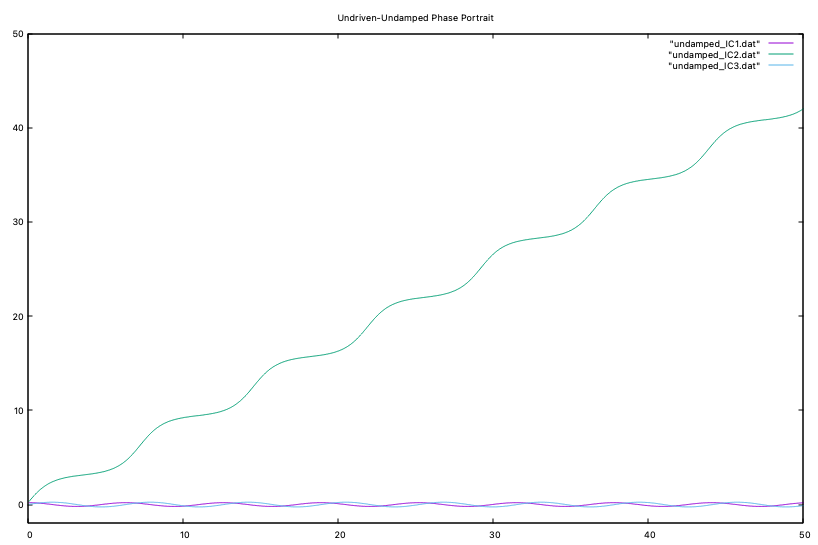 Undriven-Undamped Phase Portrait
50
"undamped_IC1.dat"
"undamped_IC2.dat"
"undamped_IC3.dat"
40
30
20
10
0
0 10 20 30 40 50